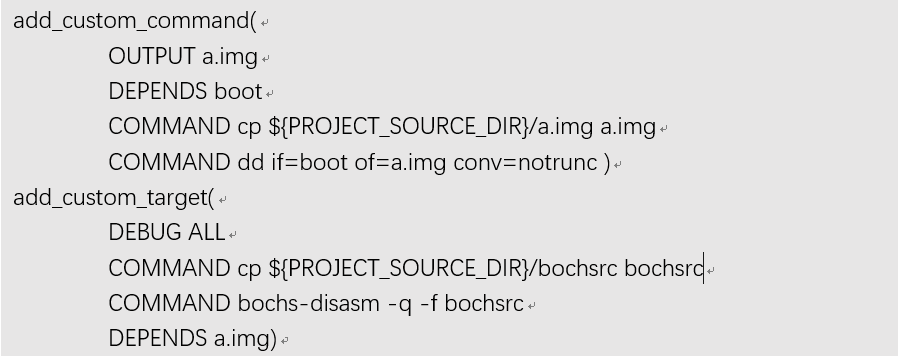 add_custom_command(
OUTPUT a.img
DEPENDS boot
COMMAND cp ${PROJECT_SOURCE_DIR}/a.img a.img
COMMAND dd if=boot of=a.img conv=notrunc )
add_custom_target(
DEBUG ALL
COMMAND cp ${PROJECT_SOURCE_DIR}/bochsrc bochsrc
COMMAND bochs-disasm -q -f bochsrc
DEPENDS a.img)